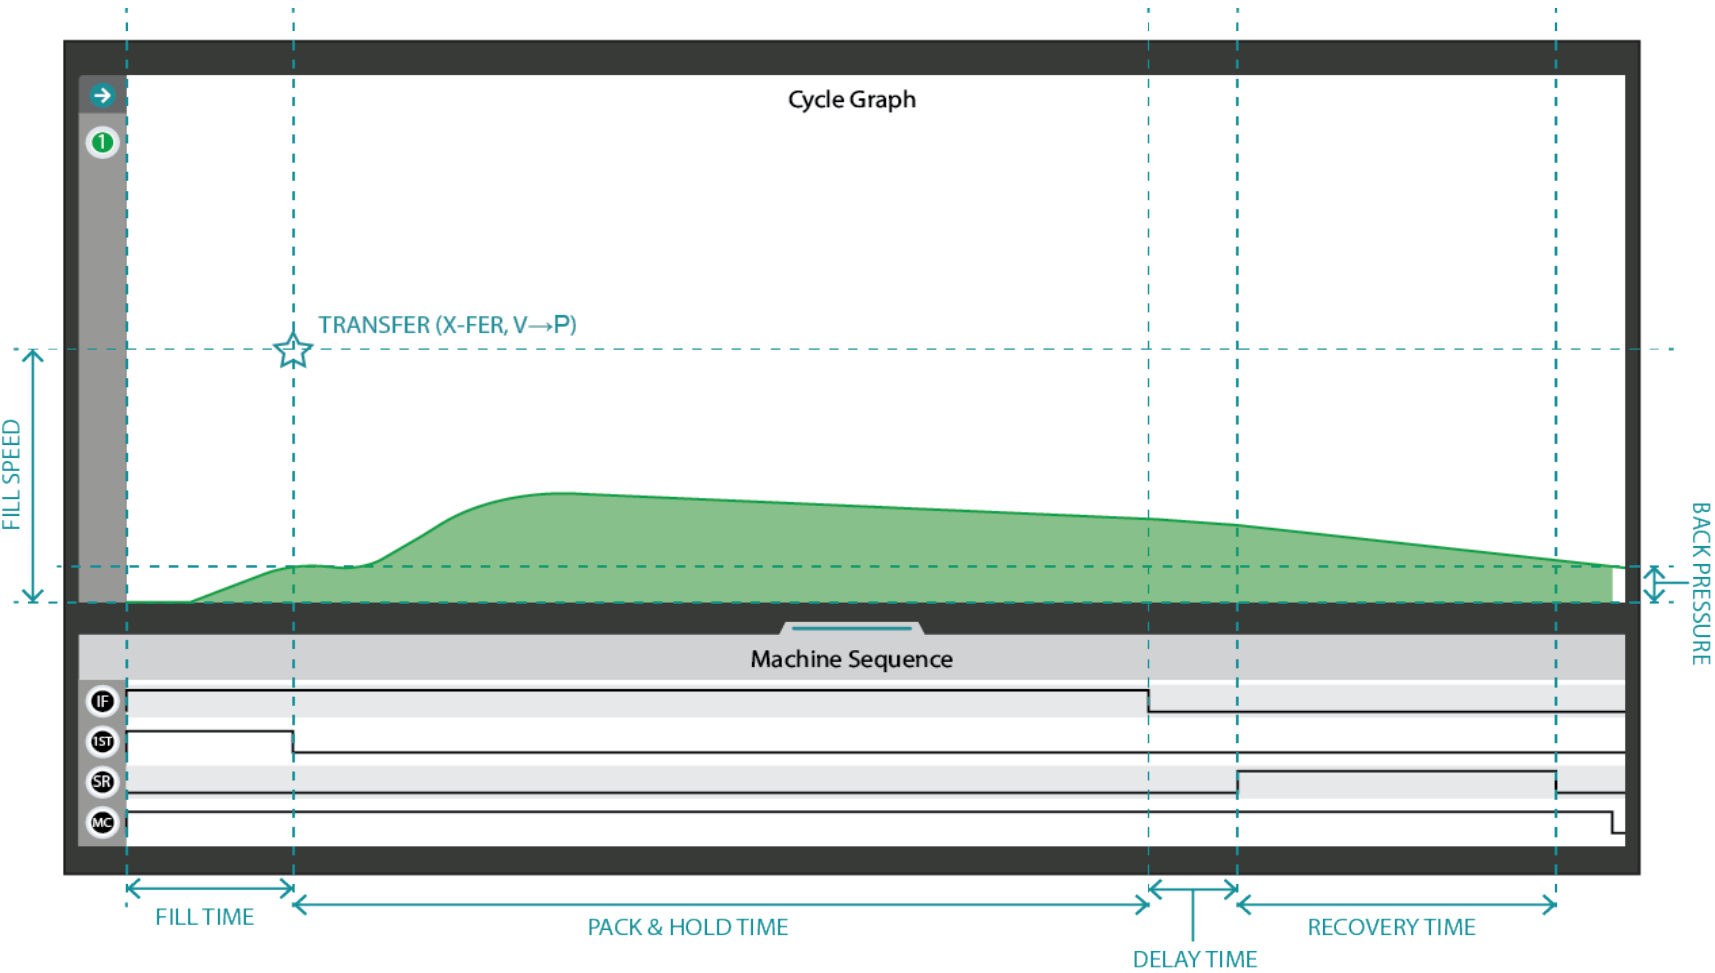 Cycle Graph
1
TRANSFER (X-FER, V→P)
FILL SPEED
BACK PRESSURE
Machine Sequence
IF
1ST
SR
MC
FILL TIME
PACK & HOLD TIME
RECOVERY TIME
DELAY TIME